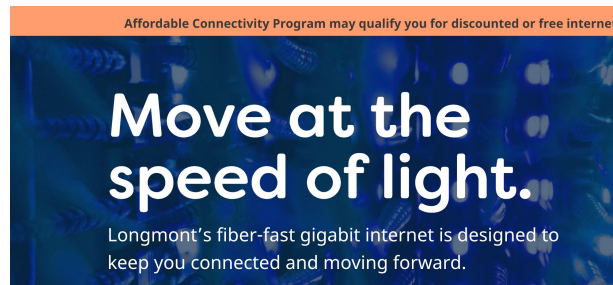 Affordable Connectivity Program may qualify you for discounted or free internet
Move at the
speed of light.
Longmont’s fiber-fast gigabit internet is designed to
keep you connected and moving forward.